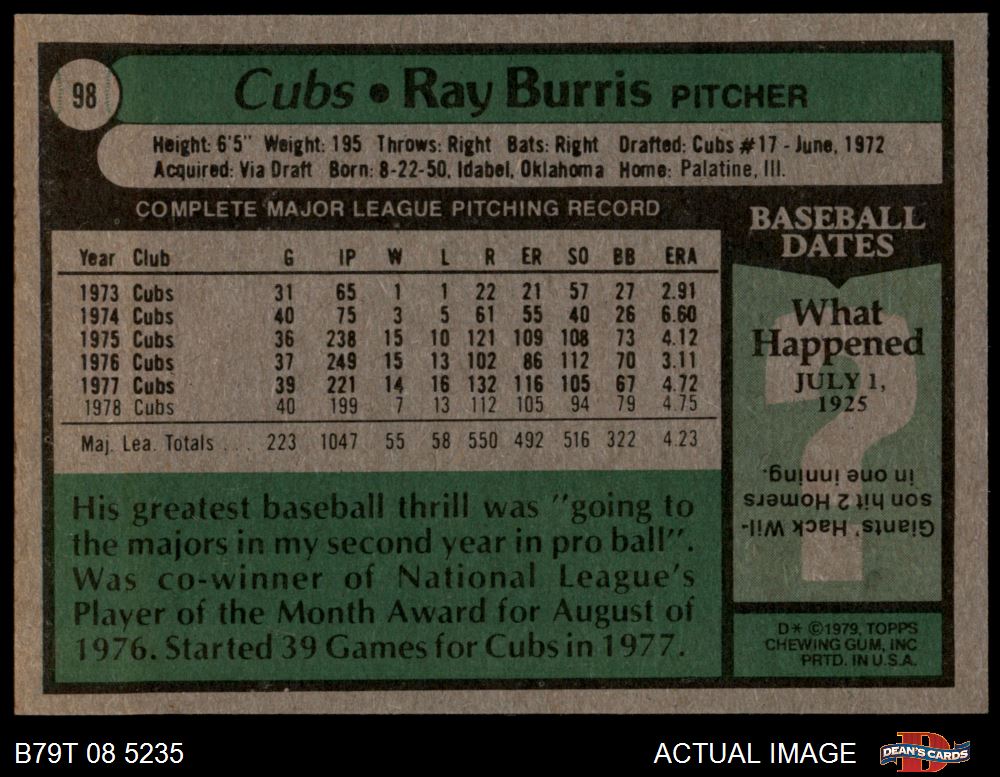 98
Cubs • Ray Burris PITCHER
Height: 6'5" Weight: 195 Throws: Right Bats: Right Drafted: Cubs #17 - June, 1972
Acquired: Via Draft Born: 8-22-50, Idabel, Oklahoma Home: Palatine, Ill.
COMPLETE MAJOR LEAGUE PITCHING RECORD
Year Club G IP W L R ER SO BB ERA
1973 Cubs 31 65 1 1 22 21 57 27 2.91
1974 Cubs 40 75 3 5 61 55 40 26 6.60
1975 Cubs 36 238 15 10 121 109 108 73 4.12
1976 Cubs 37 249 15 13 102 86 112 70 3.11
1977 Cubs 39 221 14 16 132 116 105 67 4.72
1978 Cubs 40 199 7 13 112 105 94 79 4.75
Maj. Lea. Totals . . . 223 1047 55 58 550 492 516 322 4.23
His greatest baseball thrill was "going to
the majors in my second year in pro ball".
Was co-winner of National League's
Player of the Month Award for August of
1976. Started 39 Games for Cubs in 1977.
BASEBALL
DATES
What
Happened
JULY 1,
1925
?
Giants' Hack Wil-
son hit 2 Homers
in one inning.
D* ©1979, TOPPS
CHEWING GUM, INC
PRTD. IN U.S.A.
B79T 08 5235
ACTUAL IMAGE
D
DEAN'S CARDS